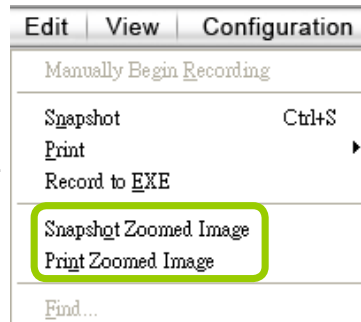 Edit View Configuration
Manually Begin Recording
Snapshot Ctrl+S
Print
Record to EXE
Snapshot Zoomed Image
Print Zoomed Image
Find...